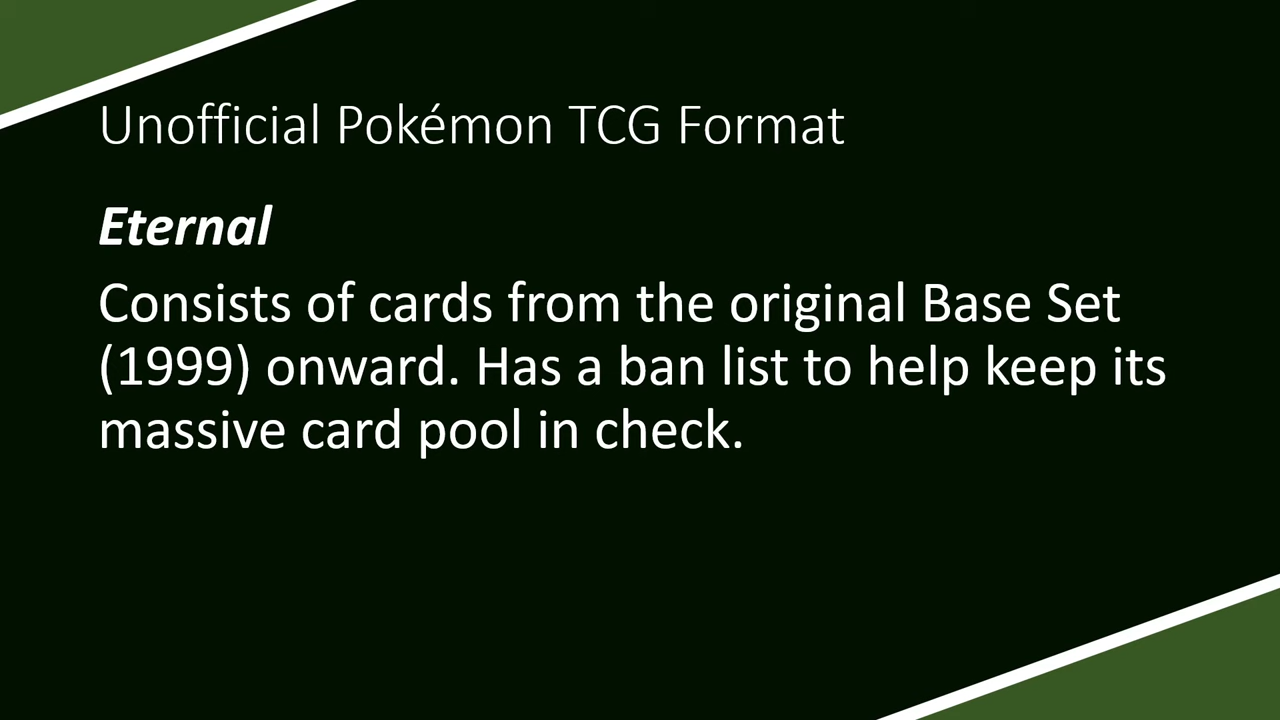 Unofficial Pokémon TCG Format
Eternal
Consists of cards from the original Base Set
(1999) onward. Has a ban list to help keep its
massive card pool in check.